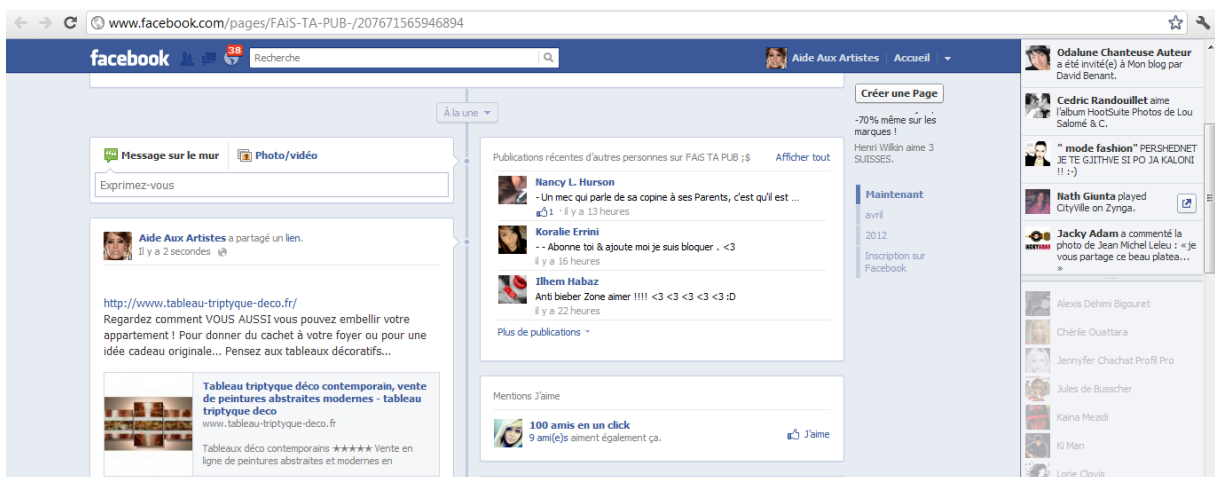 www.facebook.com/pages/FAiS-TA-PUB-/207671565946894
facebook
38
Recherche
Aide Aux Artistes
Accueil
À la une
Message sur le mur
Photo/vidéo
Exprimez-vous
Aide Aux Artistes a partagé un lien.
Il y a 2 secondes
http://www.tableau-triptyque-deco.fr/
Regardez comment VOUS AUSSI vous pouvez embellir votre
appartement ! Pour donner du cachet à votre foyer ou pour une
idée cadeau originale... Pensez aux tableaux décoratifs...
Tableau triptyque déco contemporain, vente
de peintures abstraites modernes - tableau
triptyque deco
www.tableau-triptyque-deco.fr
Tableaux déco contemporains ★★★★★ Vente en
ligne de peintures abstraites et modernes en
Publications récentes d'autres personnes sur FAiS TA PUB ;$
Afficher tout
Nancy L. Hurson
- Un mec qui parle de sa copine à ses Parents, c'est qu'il est ...
1 · il y a 13 heures
Koralie Errini
- - Abonne toi & ajoute moi je suis bloquer . <3
il y a 16 heures
Ilhem Habaz
Anti bieber Zone aimer !!!! <3 <3 <3 <3 <3 :D
il y a 22 heures
Plus de publications
Mentions J'aime
100 amis en un click
9 ami(e)s aiment également ça.
J'aime
Créer une Page
-70% même sur les
marques !
Henri Wilkin aime 3
SUISSES.
Maintenant
avril
2012
Inscription sur
Facebook
Odalune Chanteuse Auteur
a été invité(e) à Mon blog par
David Benant.
Cedric Randouillet aime
l'album HootSuite Photos de Lou
Salomé & C.
" mode fashion" PERSHEDNET
JE TE GJITHVE SI PO JA KALONI
!! :-)
Nath Giunta played
CityVille on Zynga.
Jacky Adam a commenté la
photo de Jean Michel Leleu : «je
vous partage ce beau platea...
»
Alexis Dehimi Bigouret
Chérile Ouattara
Jennyfer Chachat Profil Pro
Jules de Busscher
Kaina Mezidi
Ki Man
Lorie Clovis